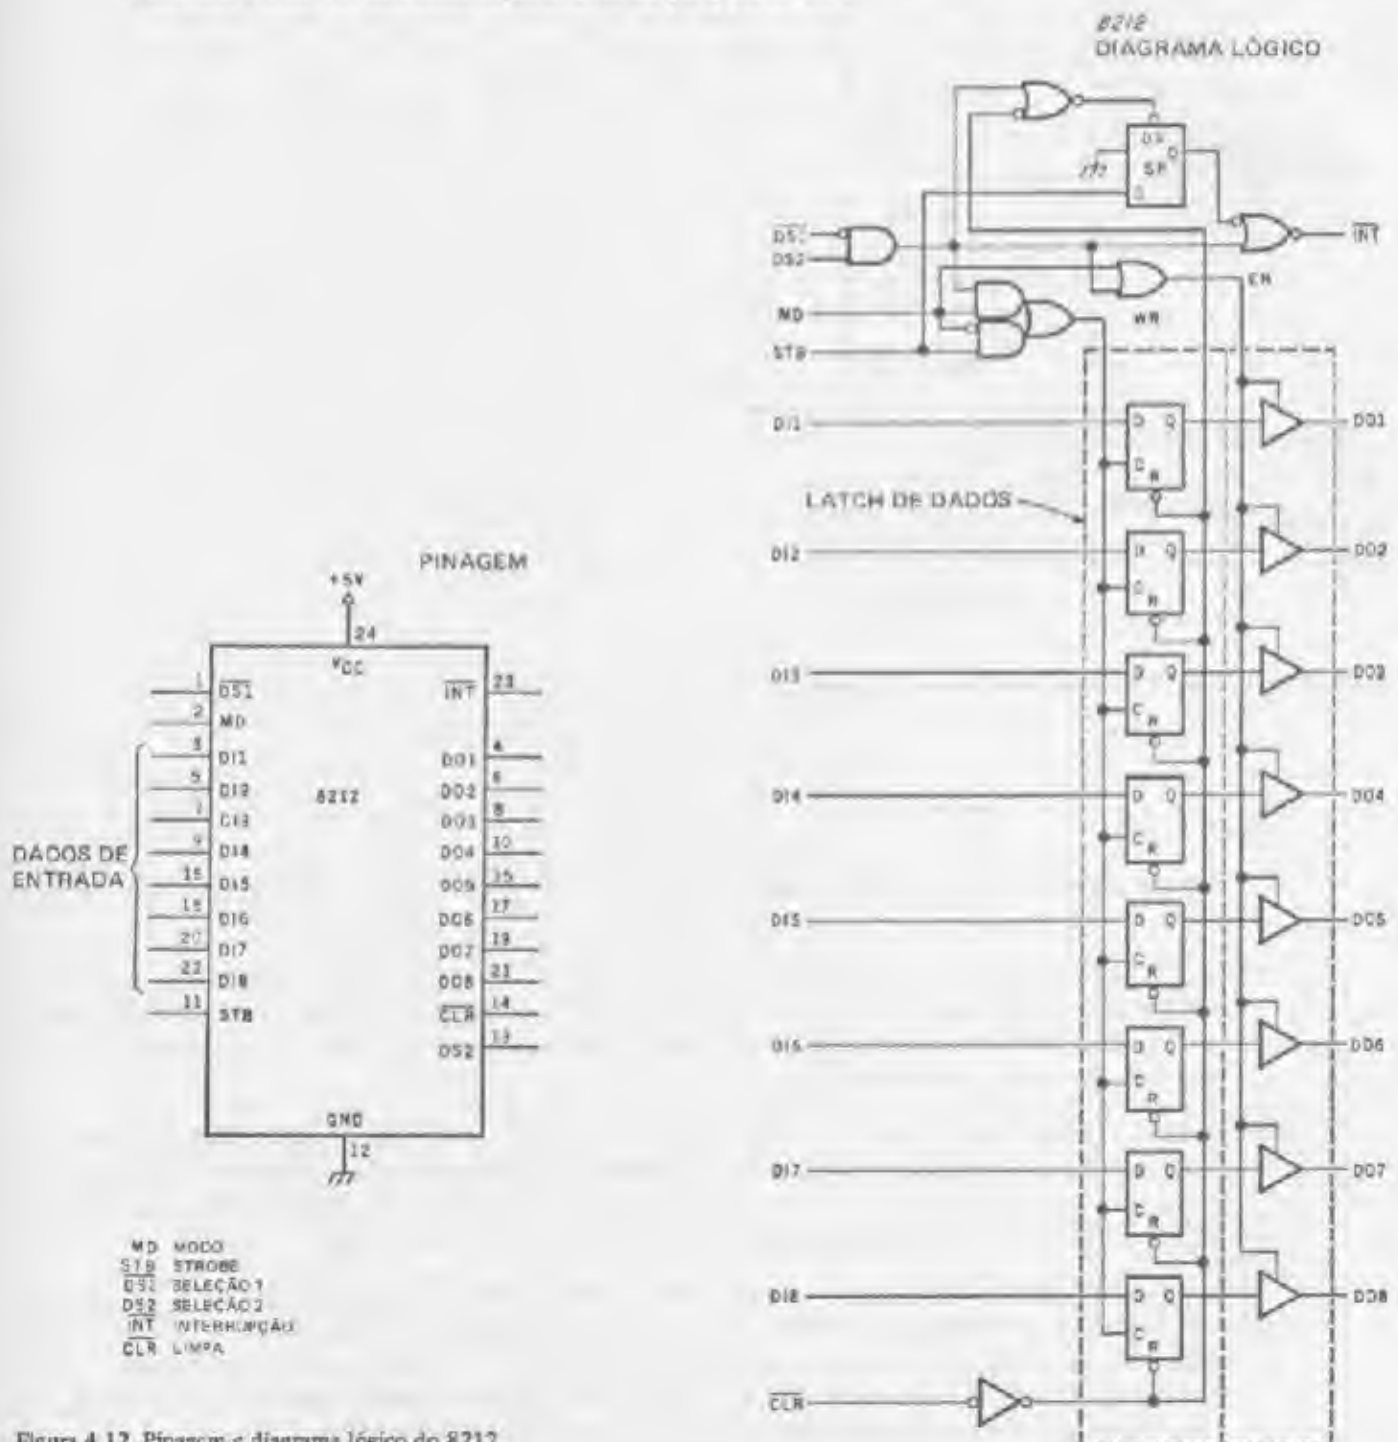 8212
DIAGRAMA LÓGICO
DS1
DS2
MD
STB
INT
EN
WR
DI1
D Q
C R
DO1
LATCH DE DADOS
DI2
D Q
C R
DO2
DI3
D Q
C R
DO3
DI4
D Q
C R
DO4
DI5
D Q
C R
DO5
DI6
D Q
C R
DO6
DI7
D Q
C R
DO7
DI8
D Q
C R
DO8
CLR
PINAGEM
+5V
24
VCC
1 DS1
2 MD
3 DI1
5 DI2
7 DI3
9 DI4
16 DI5
18 DI6
20 DI7
22 DI8
11 STB
8212
INT 23
DO1 4
DO2 6
DO3 8
DO4 10
DO5 15
DO6 17
DO7 19
DO8 21
CLR 14
DS2 13
GND
12
DADOS DE
ENTRADA
MD MODO
STB STROBE
DS1 SELEÇÃO 1
DS2 SELEÇÃO 2
INT INTERRUPÇÃO
CLR LIMPA
Figura 4.12 Pinagem e diagrama lógico do 8212